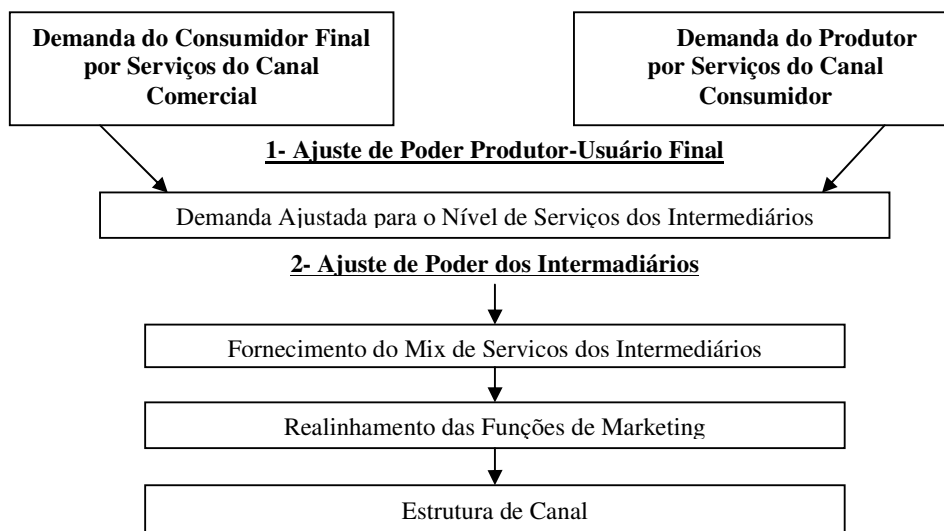 Demanda do Consumidor Final
por Serviços do Canal
Comercial
Demanda do Produtor
por Serviços do Canal
Consumidor
1- Ajuste de Poder Produtor-Usuário Final
Demanda Ajustada para o Nível de Serviços dos Intermediários
2- Ajuste de Poder dos Intermadiários
Fornecimento do Mix de Servicos dos Intermediários
Realinhamento das Funções de Marketing
Estrutura de Canal